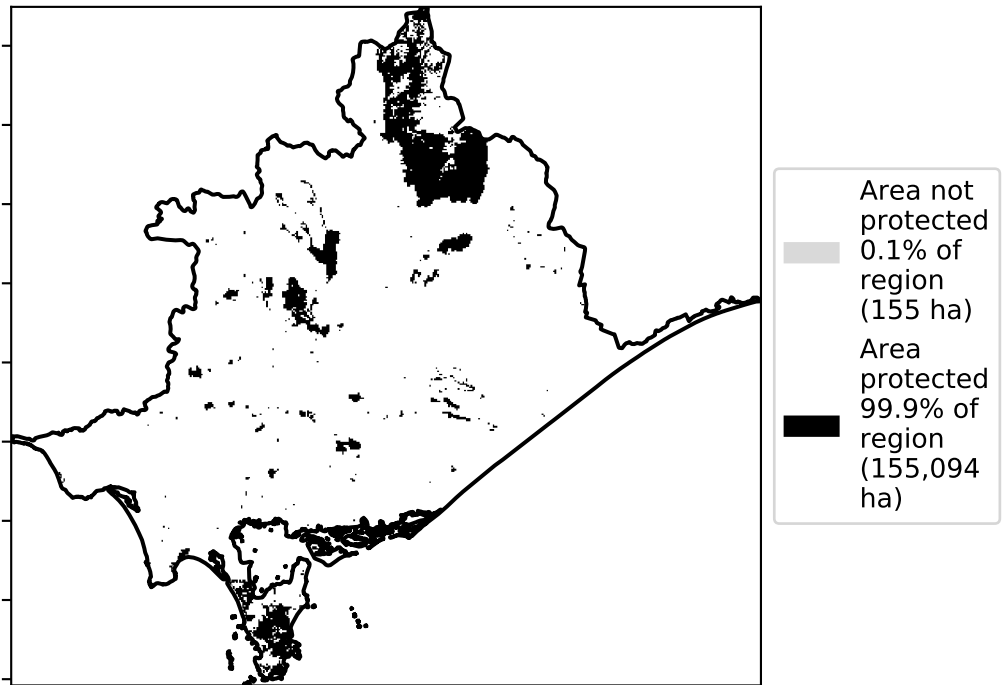 Area not
protected
0.1% of
region
(155 ha)
Area
protected
99.9% of
region
(155,094
ha)